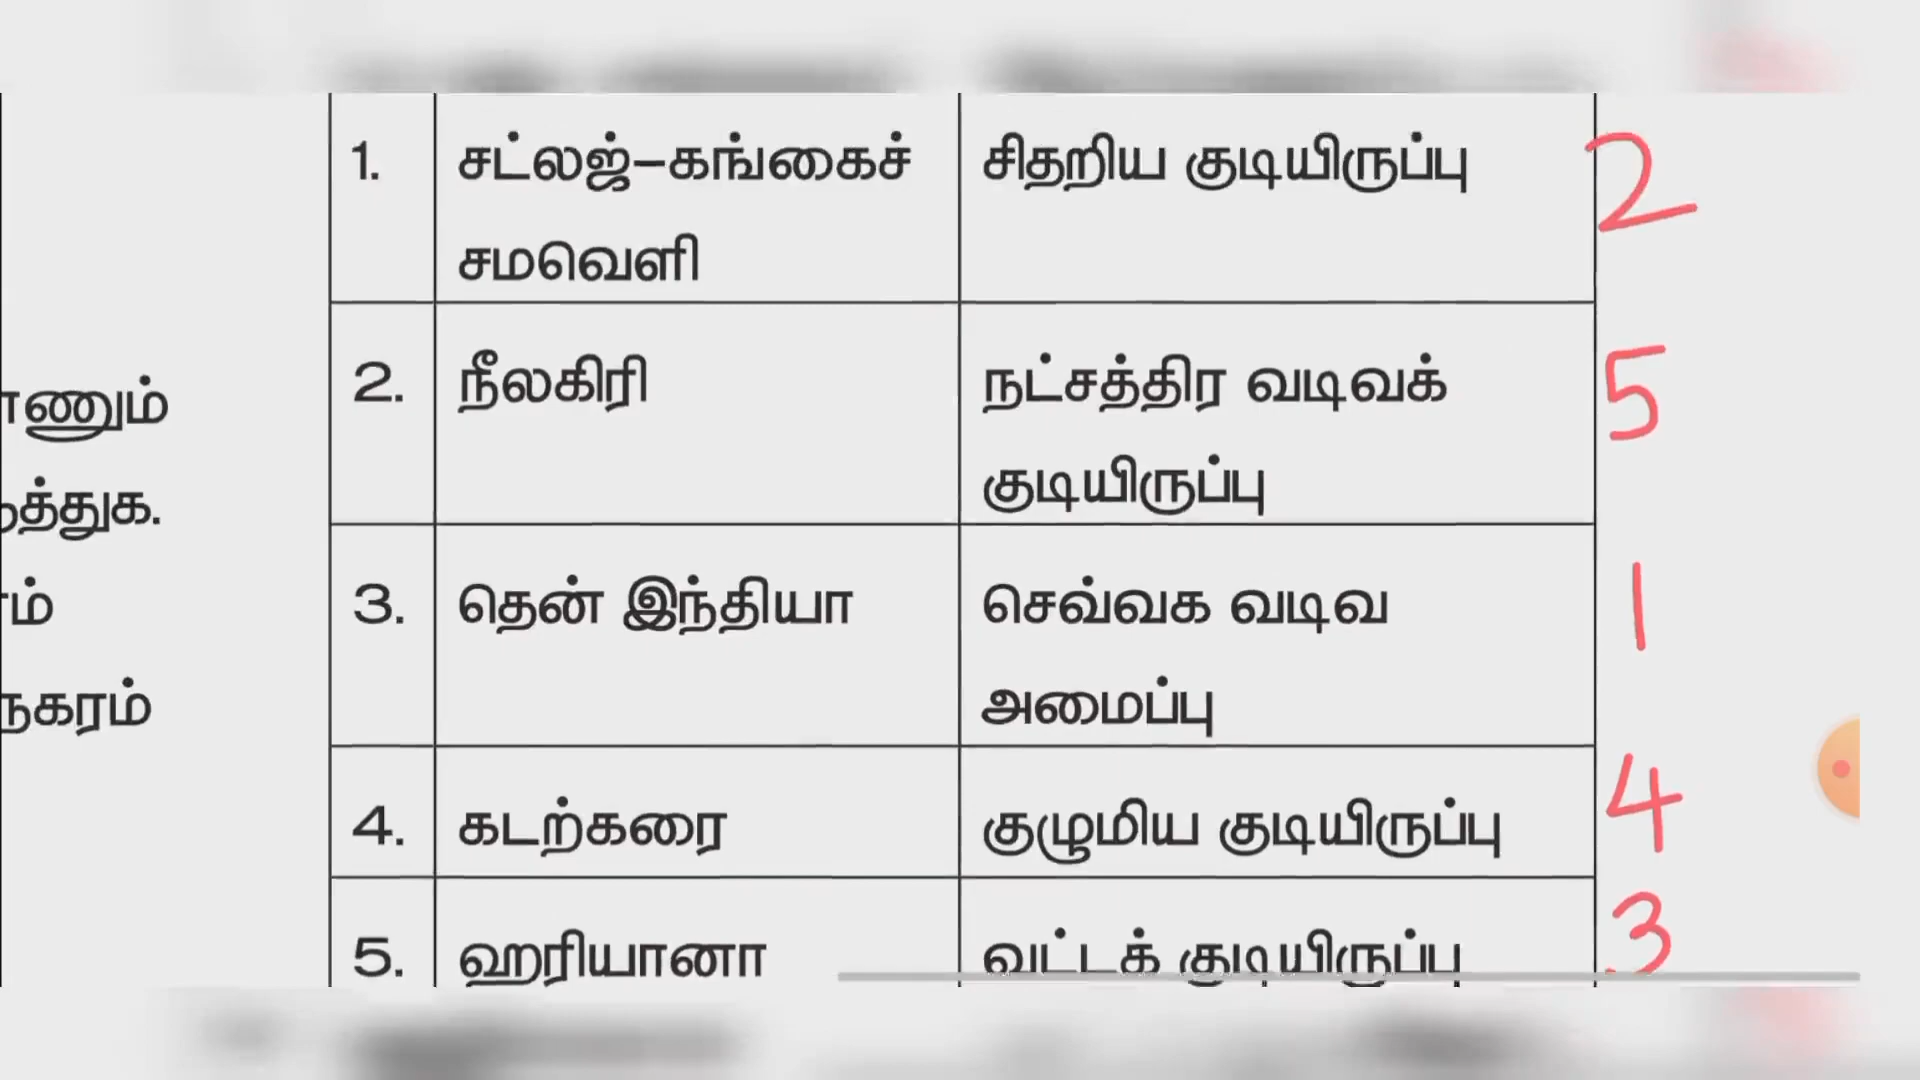 ணும்
த்துக.
ம்
நகரம்
1. சட்லஜ்–கங்கைச் சிதறிய குடியிருப்பு 2
சமவெளி
2. நீலகிரி நட்சத்திர வடிவக் 5
குடியிருப்பு
3. தென் இந்தியா செவ்வக வடிவ 1
அமைப்பு
4. கடற்கரை குழுமிய குடியிருப்பு 4
5. ஹரியானா வட்டக் குடியிருப்பு 3